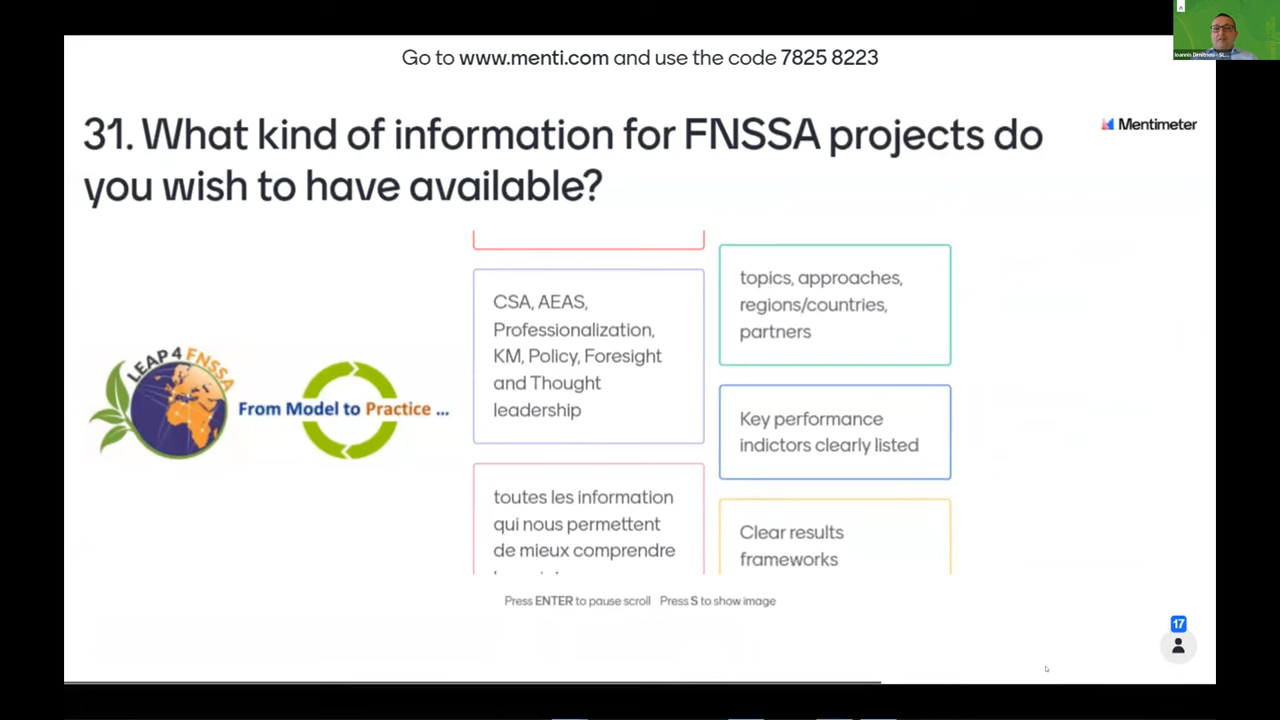 Go to www.menti.com and use the code 7825 8223
31. What kind of information for FNSSA projects do
you wish to have available?
Mentimeter
LEAP4 FNSSA
From Model to Practice ...
CSA, AEAS,
Professionalization,
KM, Policy, Foresight
and Thought
leadership
toutes les information
qui nous permettent
de mieux comprendre
topics, approaches,
regions/countries,
partners
Key performance
indictors clearly listed
Clear results
frameworks
Press ENTER to pause scroll Press S to show image
17
Ioannis Dimitriou